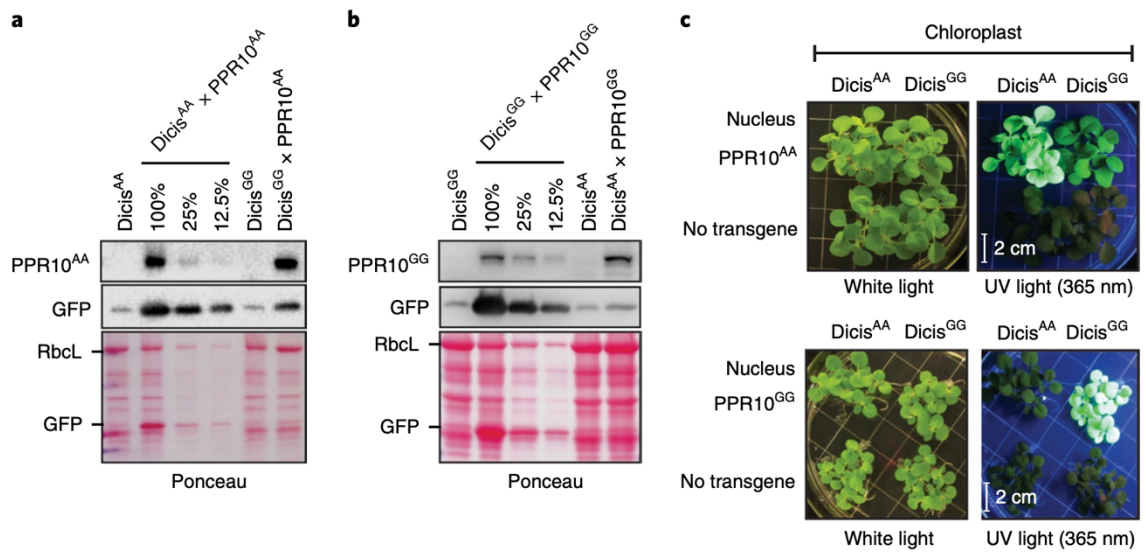 a
Dicis^AA
Dicis^AA × PPR10^AA
100%
25%
12.5%
Dicis^GG
Dicis^GG × PPR10^AA
PPR10^AA
GFP
RbcL
GFP
Ponceau
b
Dicis^GG
Dicis^GG × PPR10^GG
100%
25%
12.5%
Dicis^AA
Dicis^AA × PPR10^GG
PPR10^GG
GFP
RbcL
GFP
Ponceau
c
Chloroplast
Dicis^AA Dicis^GG Dicis^AA Dicis^GG
Nucleus
PPR10^AA
No transgene
2 cm
White light UV light (365 nm)
Dicis^AA Dicis^GG Dicis^AA Dicis^GG
Nucleus
PPR10^GG
No transgene
2 cm
White light UV light (365 nm)